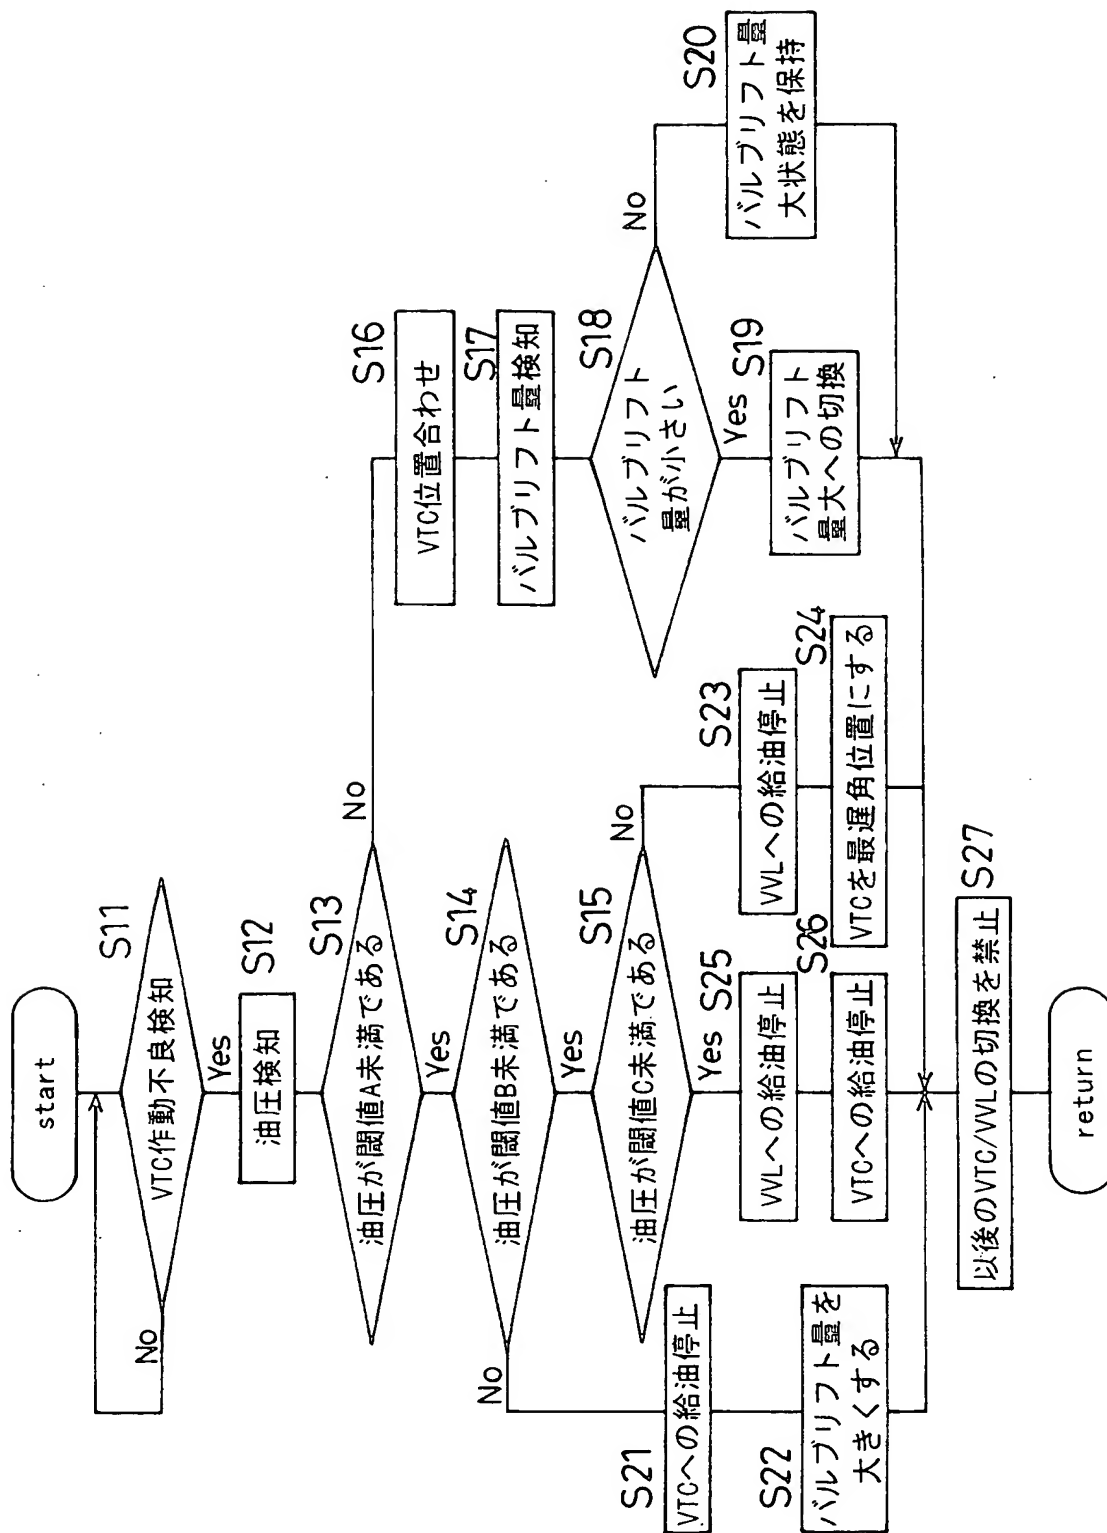 start
S11
VTC作動不良検知
No
Yes
S12
油圧検知
S13
油圧が閾値A未満である
No
Yes
S14
油圧が閾値B未満である
No
Yes
S15
油圧が閾値C未満である
No
Yes
S16
VTC位置合わせ
S17
バルブリフト量検知
S18
バルブリフト
量が小さい
No
Yes
S19
バルブリフト
量大への切換
S20
バルブリフト量
大状態を保持
S21
VTCへの給油停止
S22
バルブリフト量を
大きくする
S23
VVLへの給油停止
S24
VTCを最遅角位置にする
S25
VVLへの給油停止
S26
VTCへの給油停止
S27
以後のVTC/VVLの切換を禁止
return